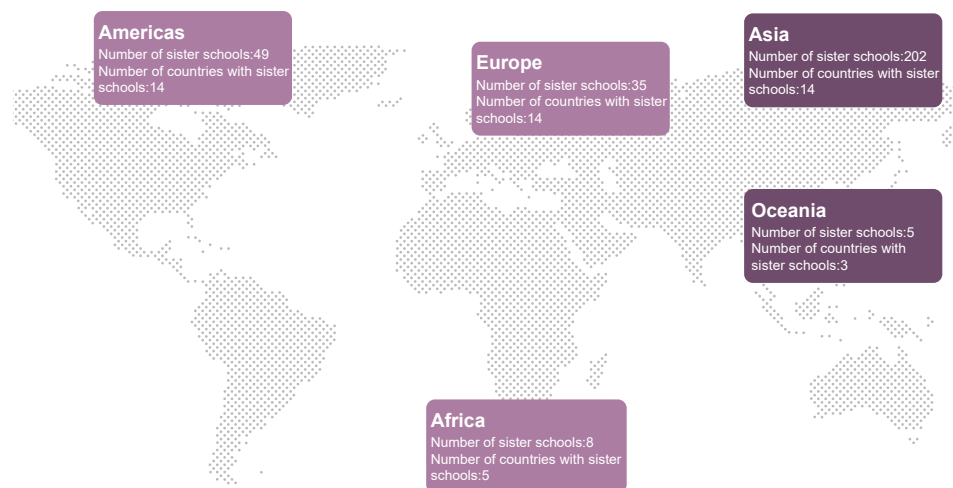 Americas
Number of sister schools:49
Number of countries with sister
schools:14
Europe
Number of sister schools:35
Number of countries with sister
schools:14
Asia
Number of sister schools:202
Number of countries with sister
schools:14
Oceania
Number of sister schools:5
Number of countries with
sister schools:3
Africa
Number of sister schools:8
Number of countries with sister
schools:5